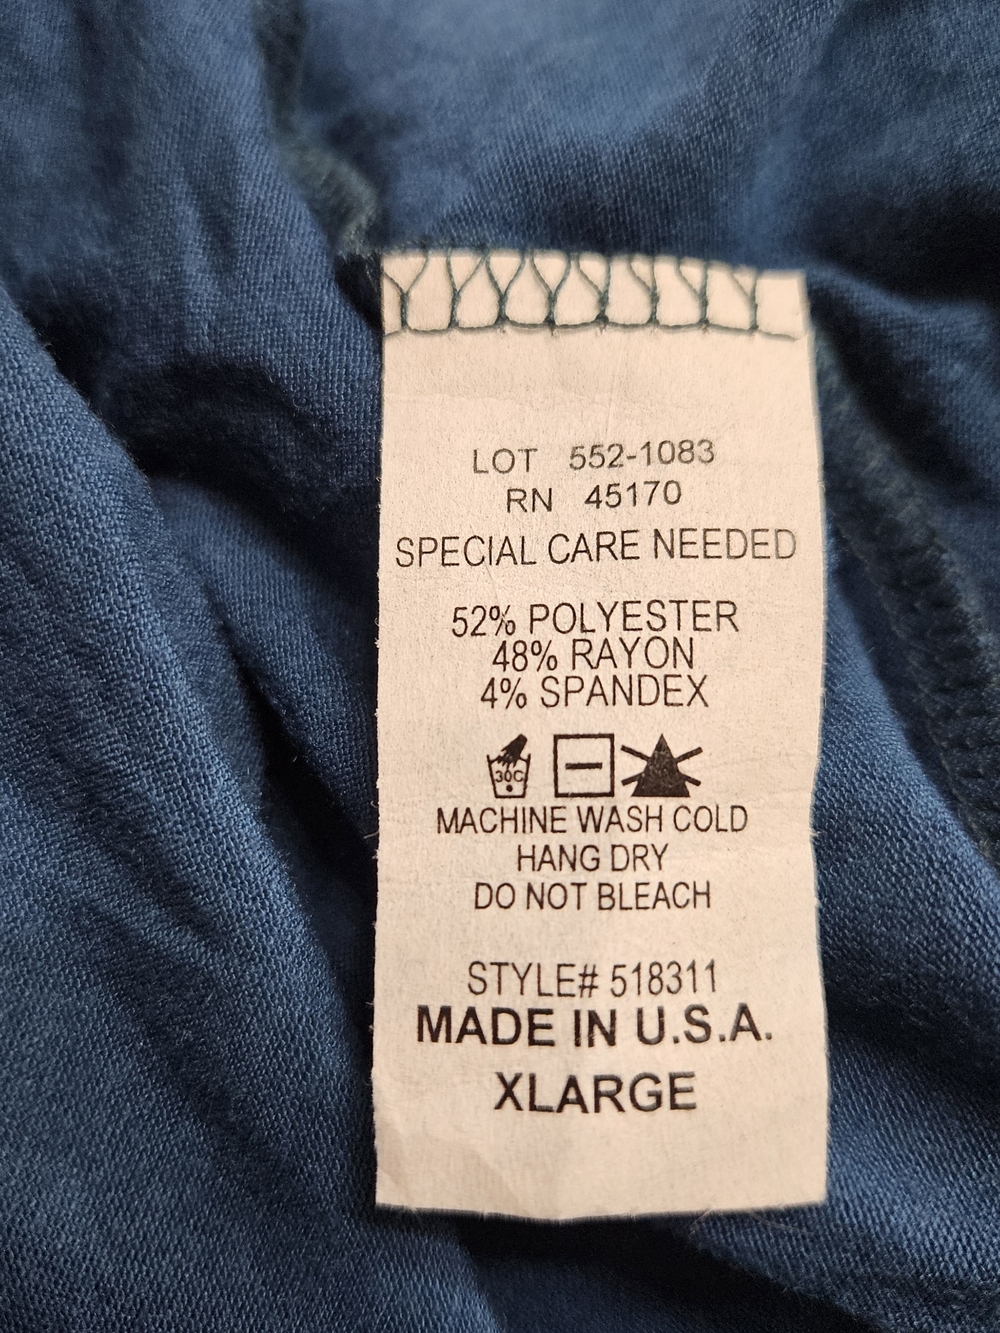 LOT 552-1083
RN 45170
SPECIAL CARE NEEDED
52% POLYESTER
48% RAYON
4% SPANDEX
30C
MACHINE WASH COLD
HANG DRY
DO NOT BLEACH
STYLE# 518311
MADE IN U.S.A.
XLARGE